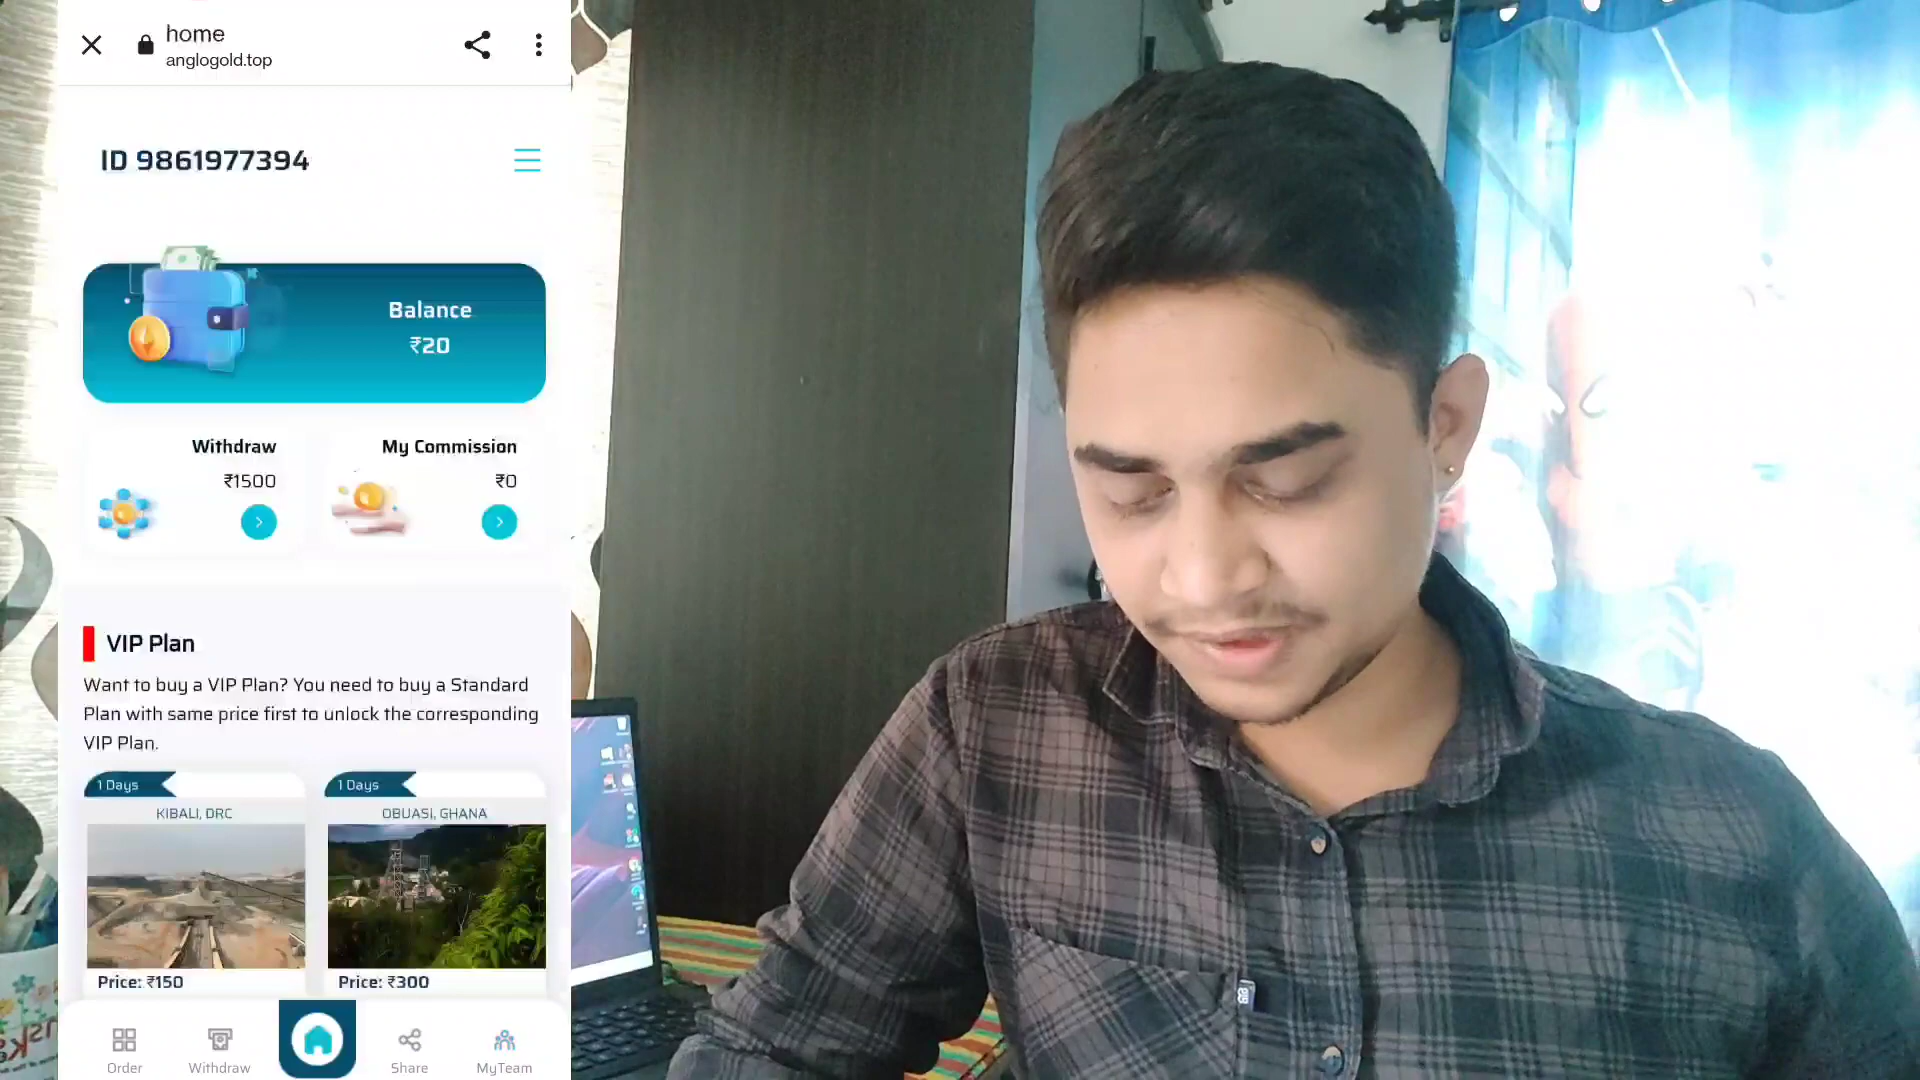 home
anglogold.top
ID 9861977394
Balance
₹20
Withdraw
₹1500
My Commission
₹0
VIP Plan
Want to buy a VIP Plan? You need to buy a Standard
Plan with same price first to unlock the corresponding
VIP Plan.
1 Days
KIBALI, DRC
Price: ₹150
1 Days
OBUASI, GHANA
Price: ₹300
Order
Withdraw
Share
MyTeam